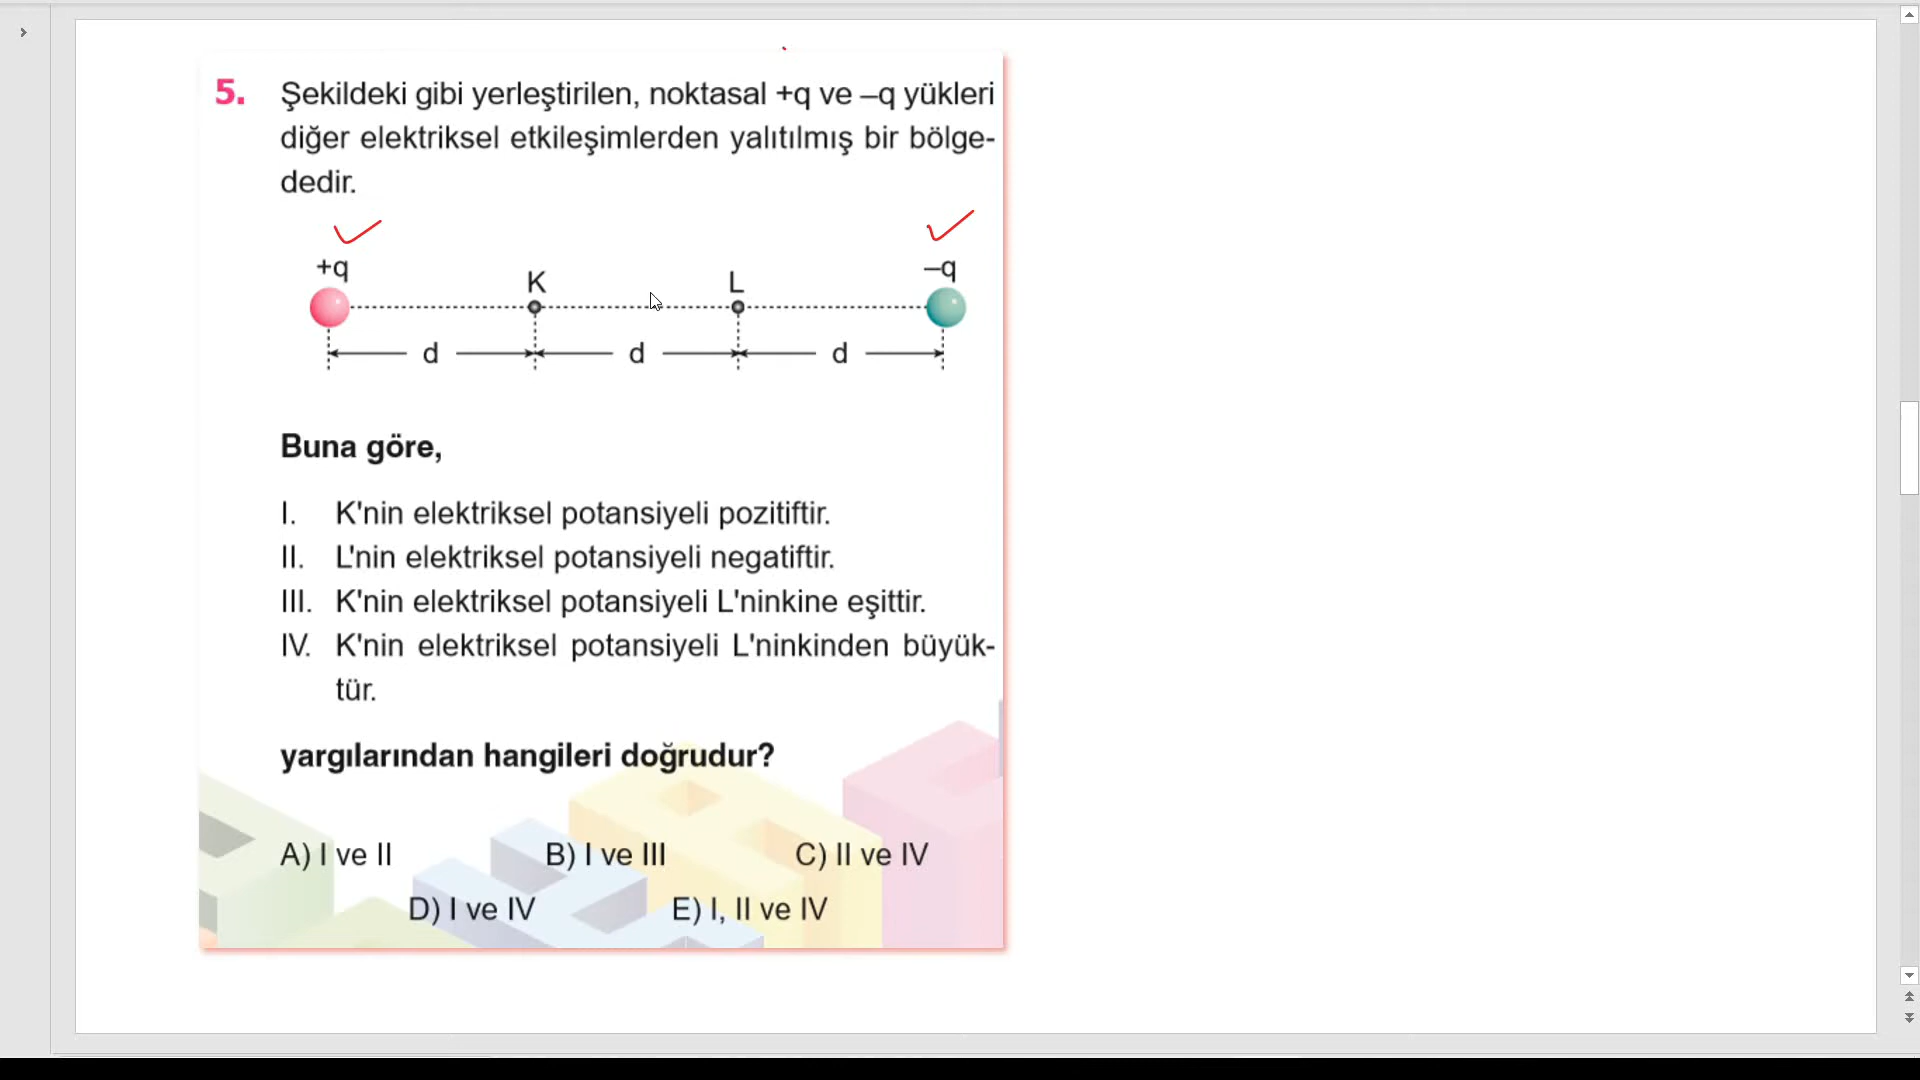 5. Şekildeki gibi yerleştirilen, noktasal +q ve –q yükleri
diğer elektriksel etkileşimlerden yalıtılmış bir bölge-
dedir.
+q K L –q
d d d
Buna göre,
I. K'nin elektriksel potansiyeli pozitiftir.
II. L'nin elektriksel potansiyeli negatiftir.
III. K'nin elektriksel potansiyeli L'ninkine eşittir.
IV. K'nin elektriksel potansiyeli L'ninkinden büyük-
tür.
yargılarından hangileri doğrudur?
A) I ve II B) I ve III C) II ve IV
D) I ve IV E) I, II ve IV